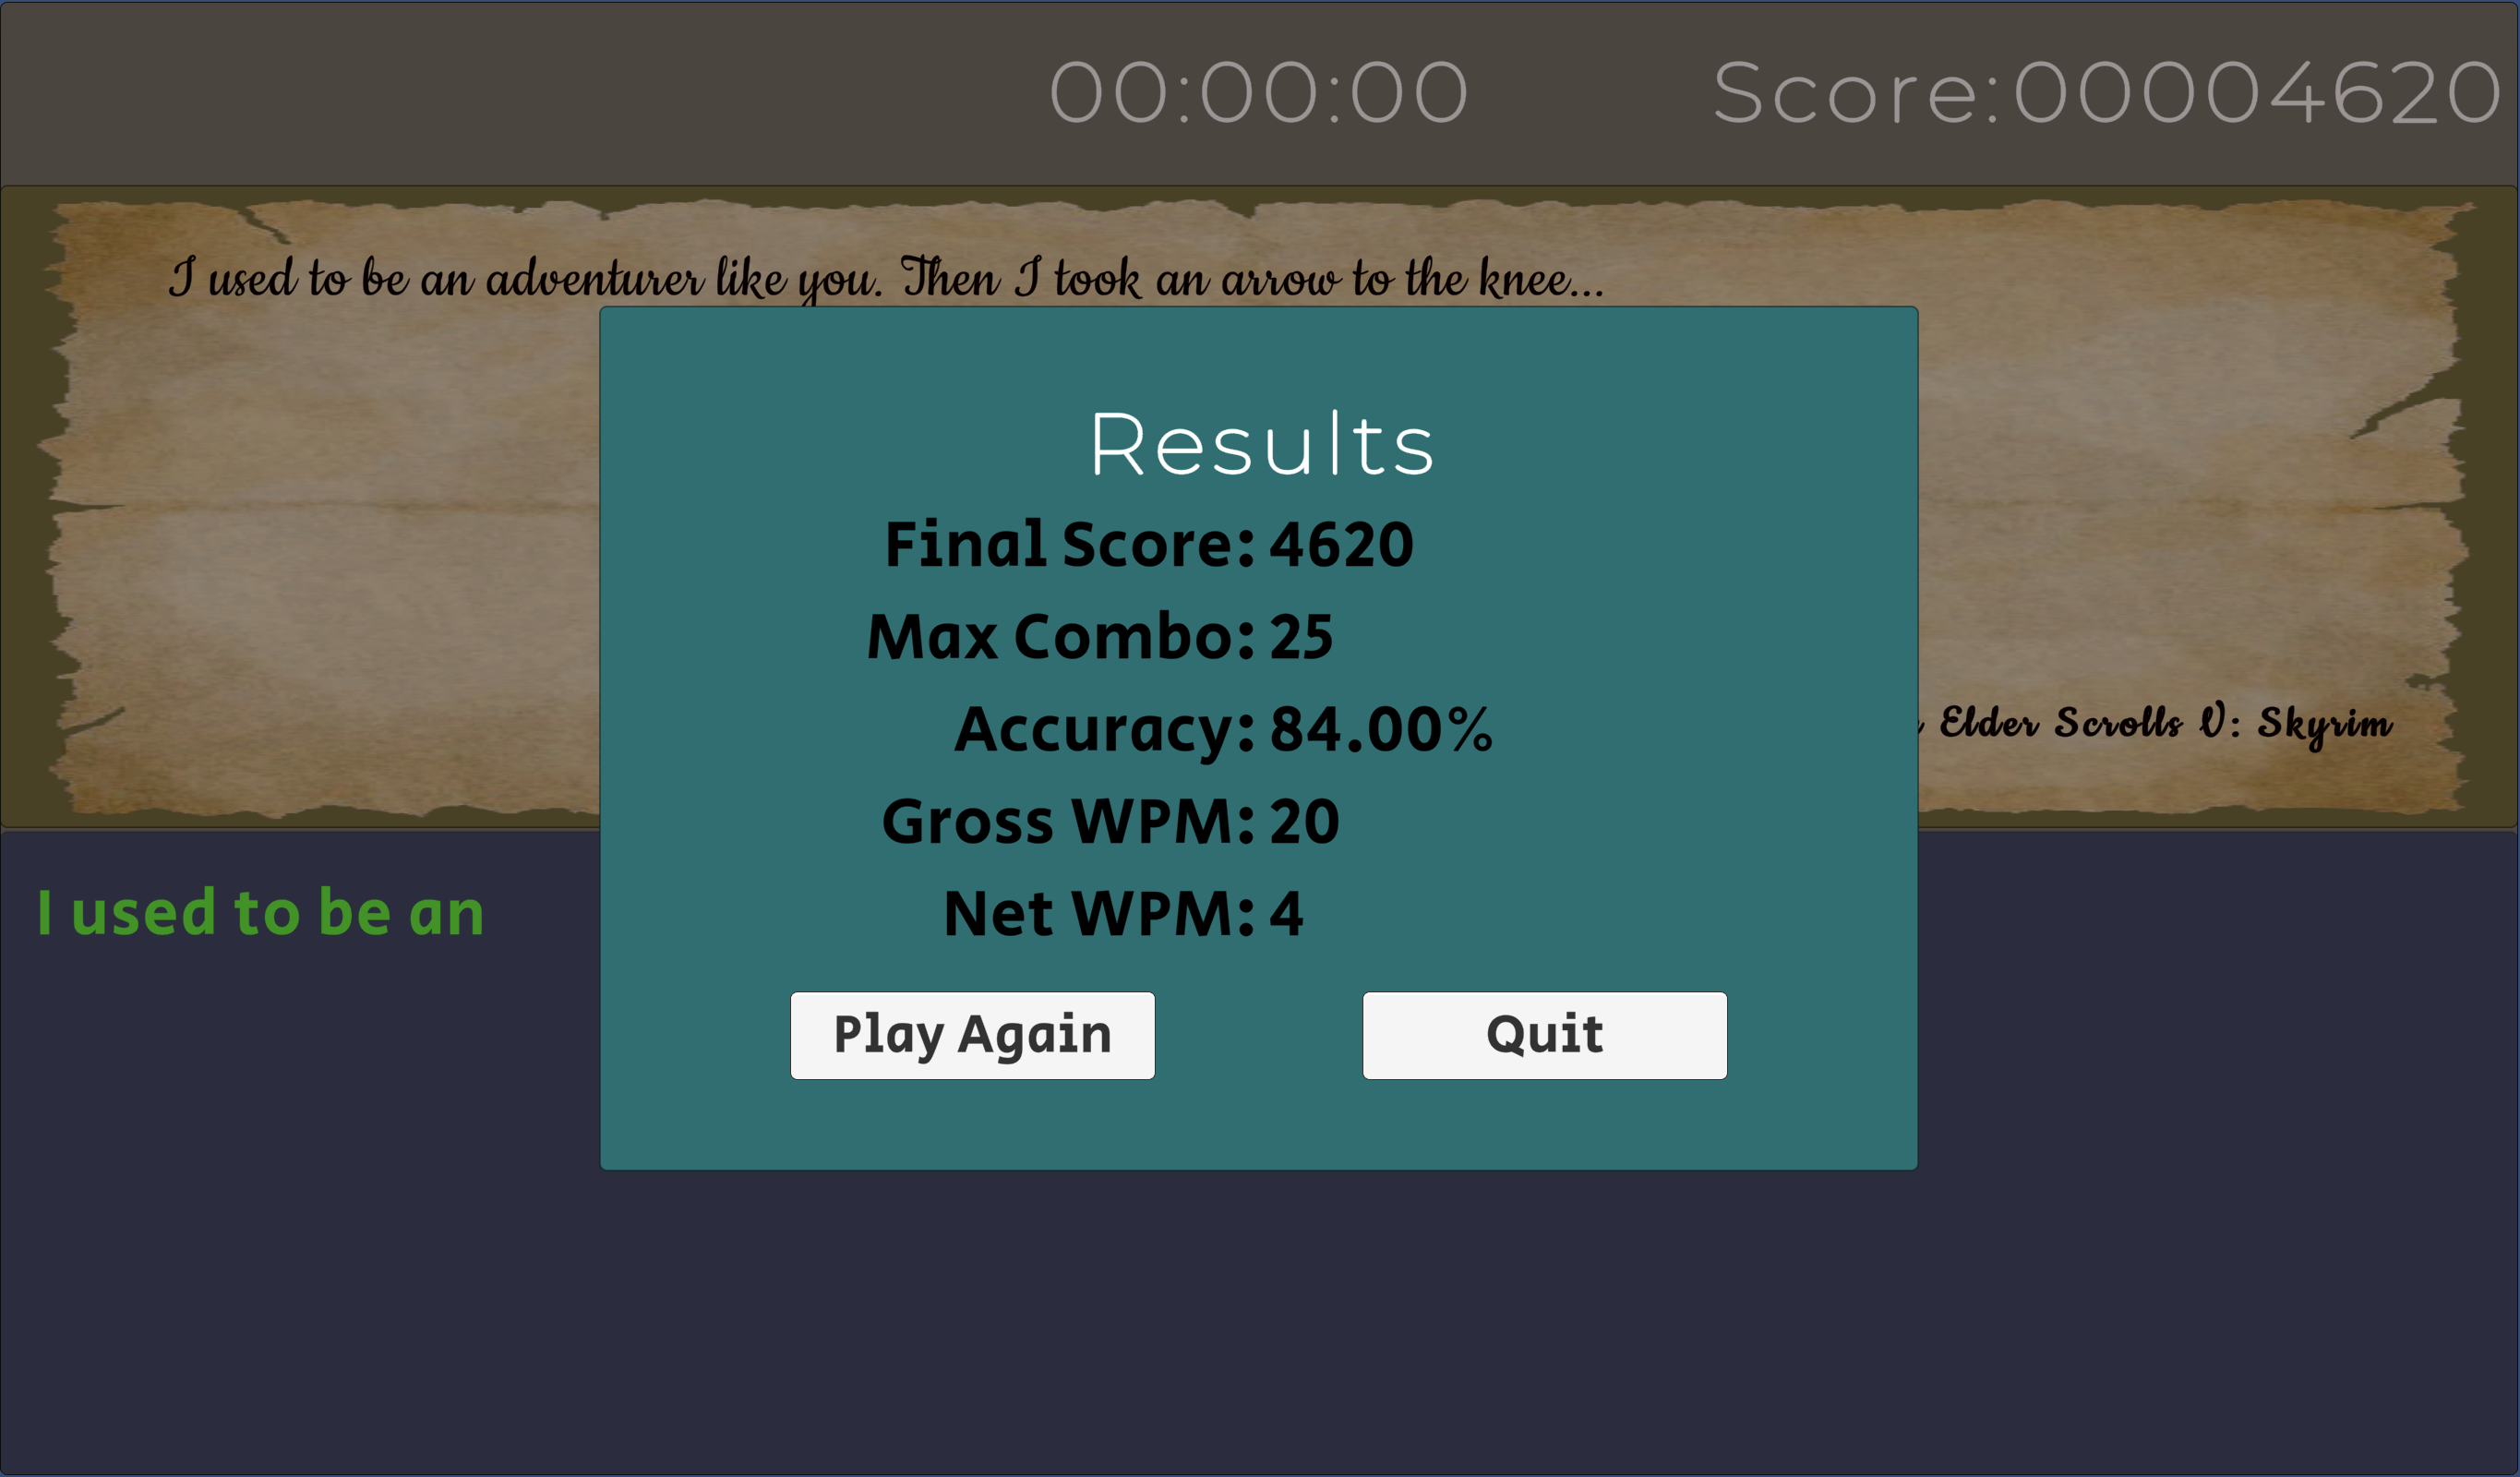 00:00:00 Score:00004620
I used to be an adventurer like you. Then I took an arrow to the knee...
Results
Final Score: 4620
Max Combo: 25
Accuracy: 84.00%
Elder Scrolls V: Skyrim
Gross WPM: 20
Net WPM: 4
I used to be an
Play Again Quit